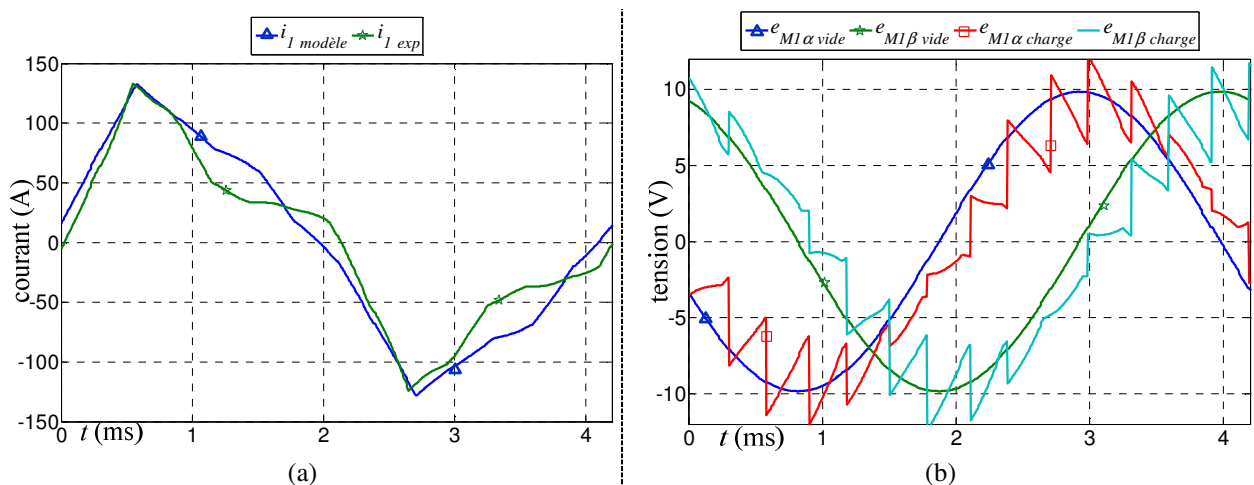 i1 modèle i1 exp
150
100
50
0
-50
-100
-150
courant (A)
0 1 2 3 4
t (ms)
(a)
eM1α vide eM1β vide eM1α charge eM1β charge
10
5
0
-5
-10
tension (V)
0 1 2 3 4
t (ms)
(b)